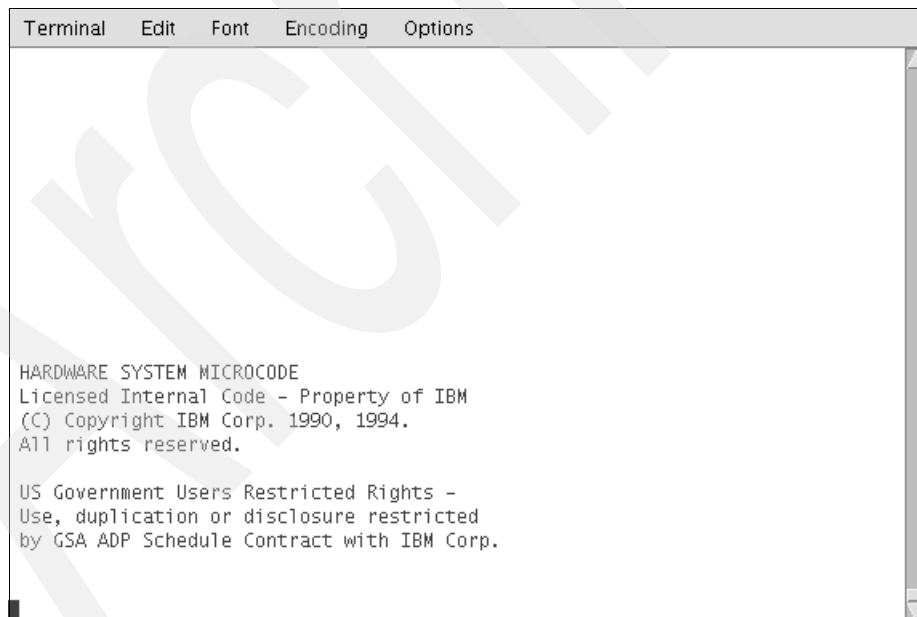 Terminal Edit Font Encoding Options
HARDWARE SYSTEM MICROCODE
Licensed Internal Code - Property of IBM
(C) Copyright IBM Corp. 1990, 1994.
All rights reserved.
US Government Users Restricted Rights -
Use, duplication or disclosure restricted
by GSA ADP Schedule Contract with IBM Corp.